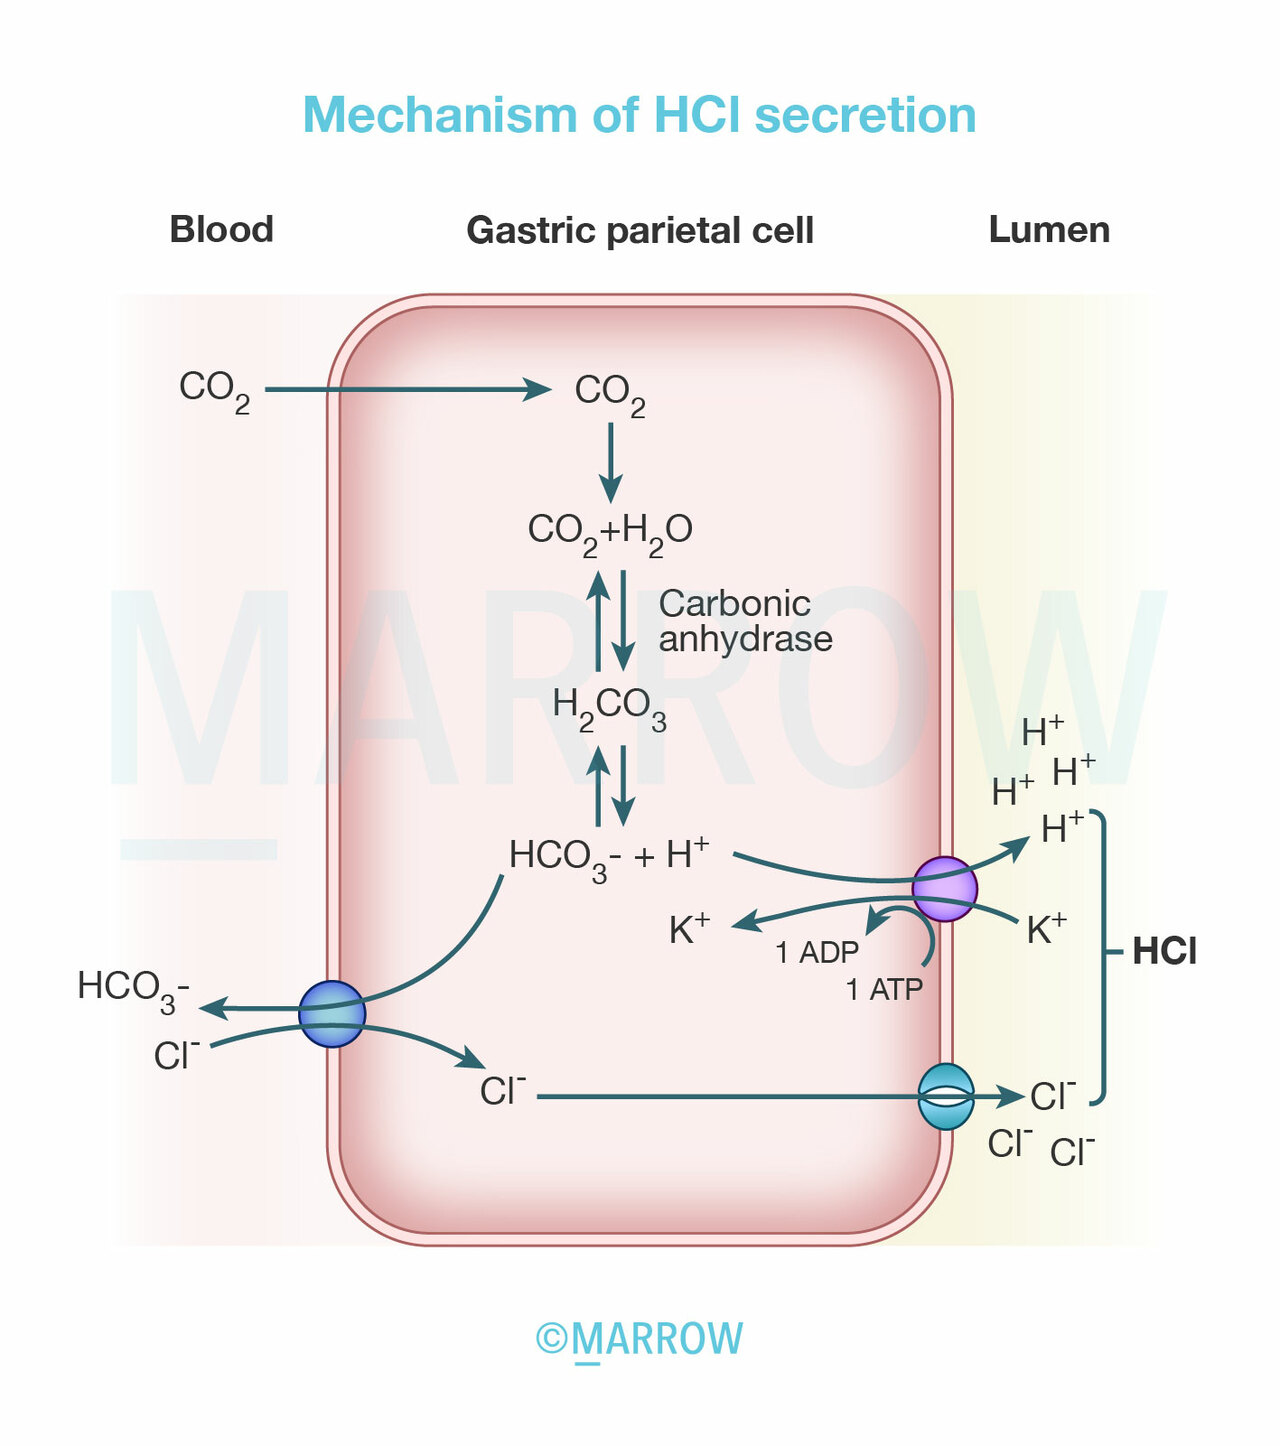 Mechanism of HCl secretion
Blood
Gastric parietal cell
Lumen
CO₂
CO₂
CO₂+H₂O
Carbonic
anhydrase
H₂CO₃
MARROW
H⁺
H⁺
H⁺
H⁺
HCO₃- + H⁺
K⁺
K⁺
1 ADP
1 ATP
HCl
HCO₃-
Cl⁻
Cl⁻
Cl⁻
Cl⁻
Cl⁻
©MARROW